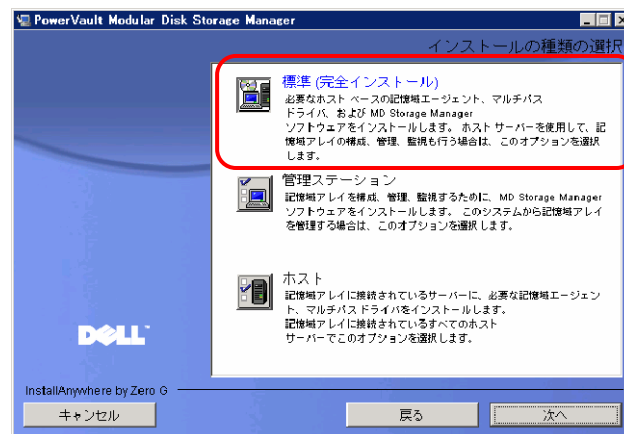 PowerVault Modular Disk Storage Manager
インストールの種類の選択
標準 (完全インストール)
必要なホスト ベースの記憶域エージェント、マルチパス
ドライバ、および MD Storage Manager
ソフトウェアをインストールします。 ホスト サーバーを使用して、記
憶域アレイの構成、管理、監視も行う場合は、このオプションを選択
します。
管理ステーション
記憶域アレイを構成、管理、監視するために、MD Storage Manager
ソフトウェアをインストールします。 このシステムから記憶域アレイ
を管理する場合は、このオプションを選択します。
ホスト
記憶域アレイに接続されているサーバーに、必要な記憶域エージェン
ト、マルチパス ドライバをインストールします。
記憶域アレイに接続されているすべてのホスト
サーバーでこのオプションを選択します。
DELL™
InstallAnywhere by Zero G
キャンセル
戻る
次へ